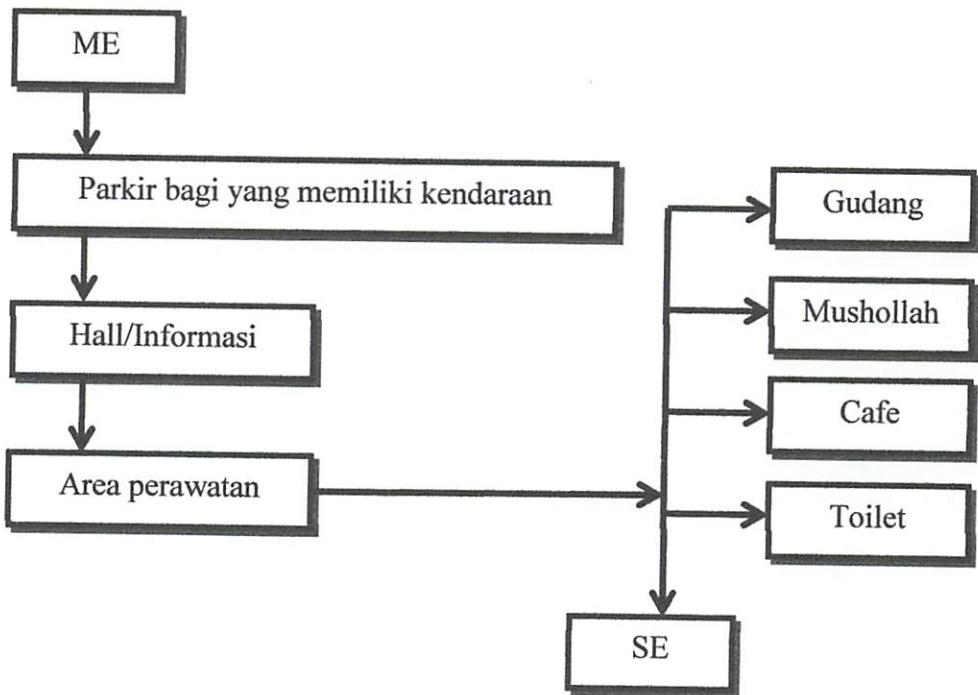 ME
Parkir bagi yang memiliki kendaraan
Hall/Informasi
Area perawatan
Gudang
Mushollah
Cafe
Toilet
SE